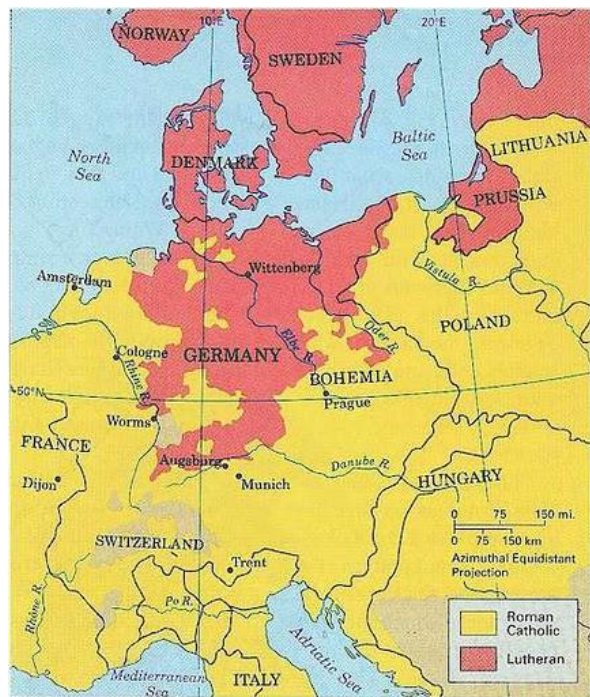 10°E
20°E
NORWAY
SWEDEN
North
Sea
Baltic
Sea
LITHUANIA
DENMARK
PRUSSIA
Amsterdam
Wittenberg
Vistula R.
Elbe R.
Oder R.
POLAND
Cologne
GERMANY
Rhine R.
BOHEMIA
Prague
50°N
Worms
FRANCE
Augsburg
Danube R.
HUNGARY
Dijon
Munich
0 75 150 mi.
0 75 150 km
Azimuthal Equidistant
Projection
SWITZERLAND
Trent
Po R.
Rhône R.
Adriatic Sea
Mediterranean
Sea
ITALY
Roman
Catholic
Lutheran